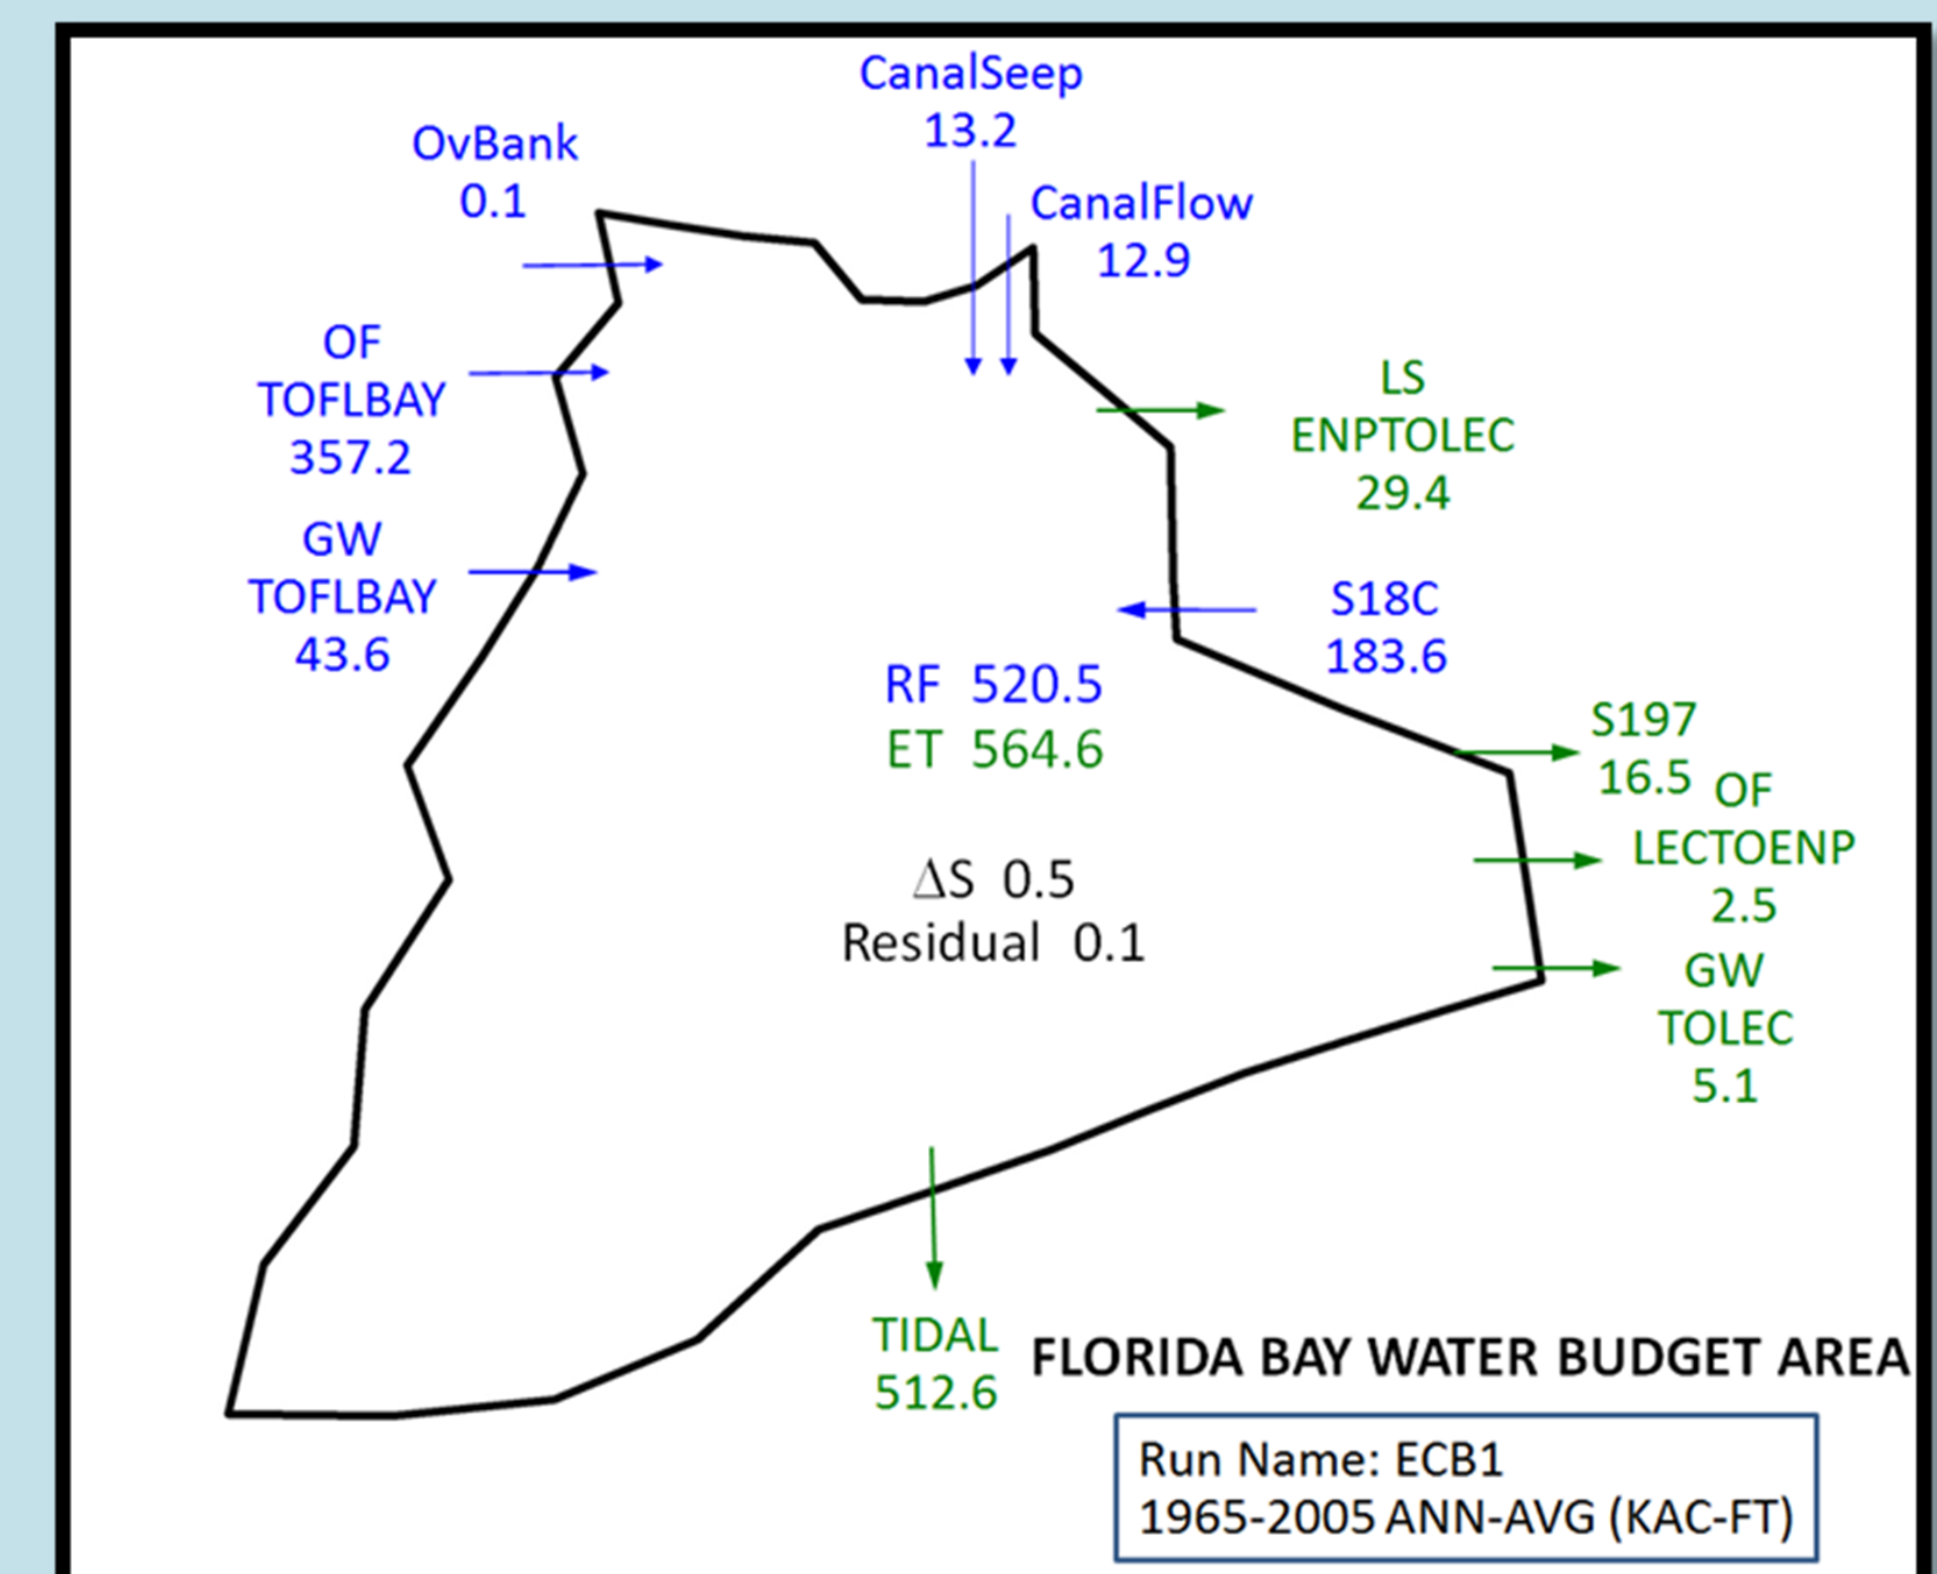 CanalSeep
13.2
OvBank
0.1
CanalFlow
12.9
OF
TOFLBAY
357.2
LS
ENPTOLEC
29.4
GW
TOFLBAY
43.6
S18C
183.6
RF 520.5
ET 564.6
S197
16.5
OF
LECTOENP
2.5
ΔS 0.5
Residual 0.1
GW
TOLEC
5.1
TIDAL
512.6
FLORIDA BAY WATER BUDGET AREA
Run Name: ECB1
1965-2005 ANN-AVG (KAC-FT)